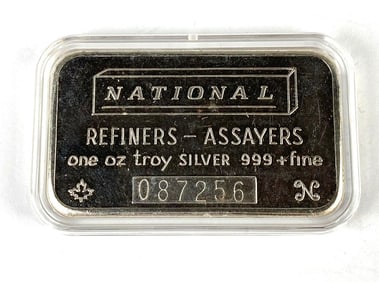 NATIONAL
REFINERS - ASSAYERS
one oz troy SILVER 999+fine
087256 N